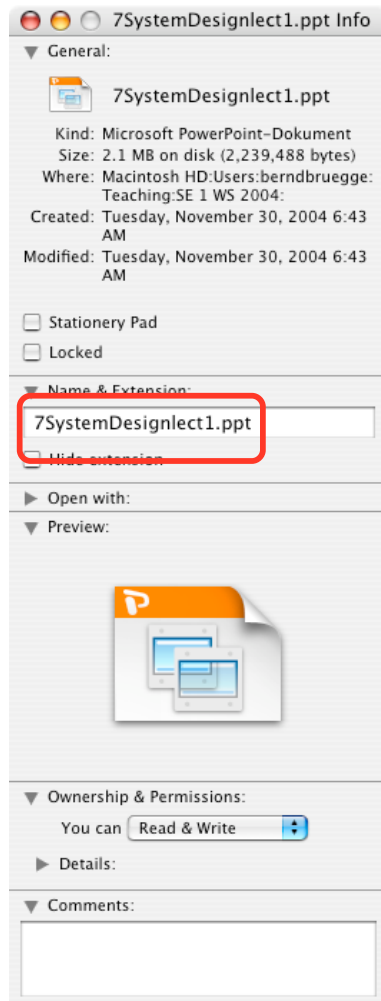 7SystemDesignlect1.ppt Info
General:
7SystemDesignlect1.ppt
Kind: Microsoft PowerPoint-Dokument
Size: 2.1 MB on disk (2,239,488 bytes)
Where: Macintosh HD:Users:berndbruegge:
Teaching:SE 1 WS 2004:
Created: Tuesday, November 30, 2004 6:43
AM
Modified: Tuesday, November 30, 2004 6:43
AM
Stationery Pad
Locked
Name & Extension:
7SystemDesignlect1.ppt
Hide extension
Open with:
Preview:
Ownership & Permissions:
You can Read & Write
Details:
Comments: